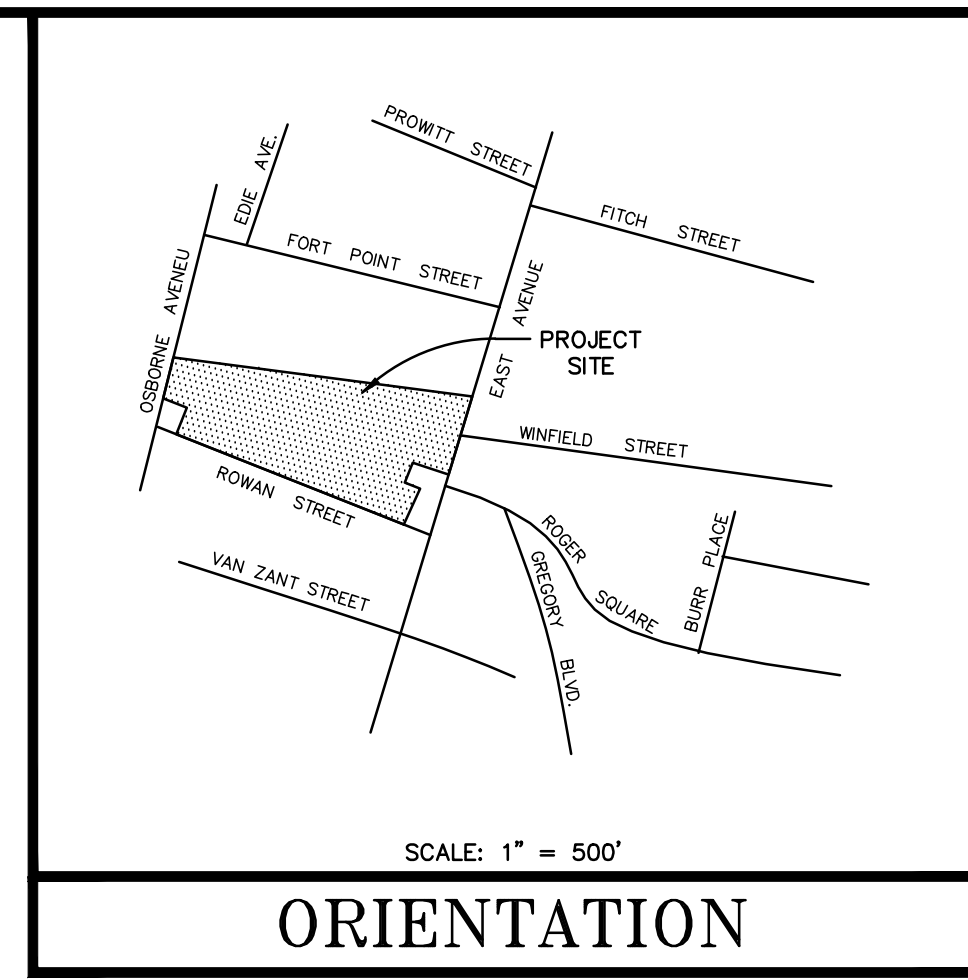 PROWITT STREET
EDIE AVE.
FITCH STREET
FORT POINT STREET
OSBORNE AVENEU
EAST AVENUE
PROJECT
SITE
WINFIELD STREET
ROWAN STREET
ROGER SQUARE
GREGORY BLVD.
BURR PLACE
VAN ZANT STREET
SCALE: 1" = 500'
ORIENTATION